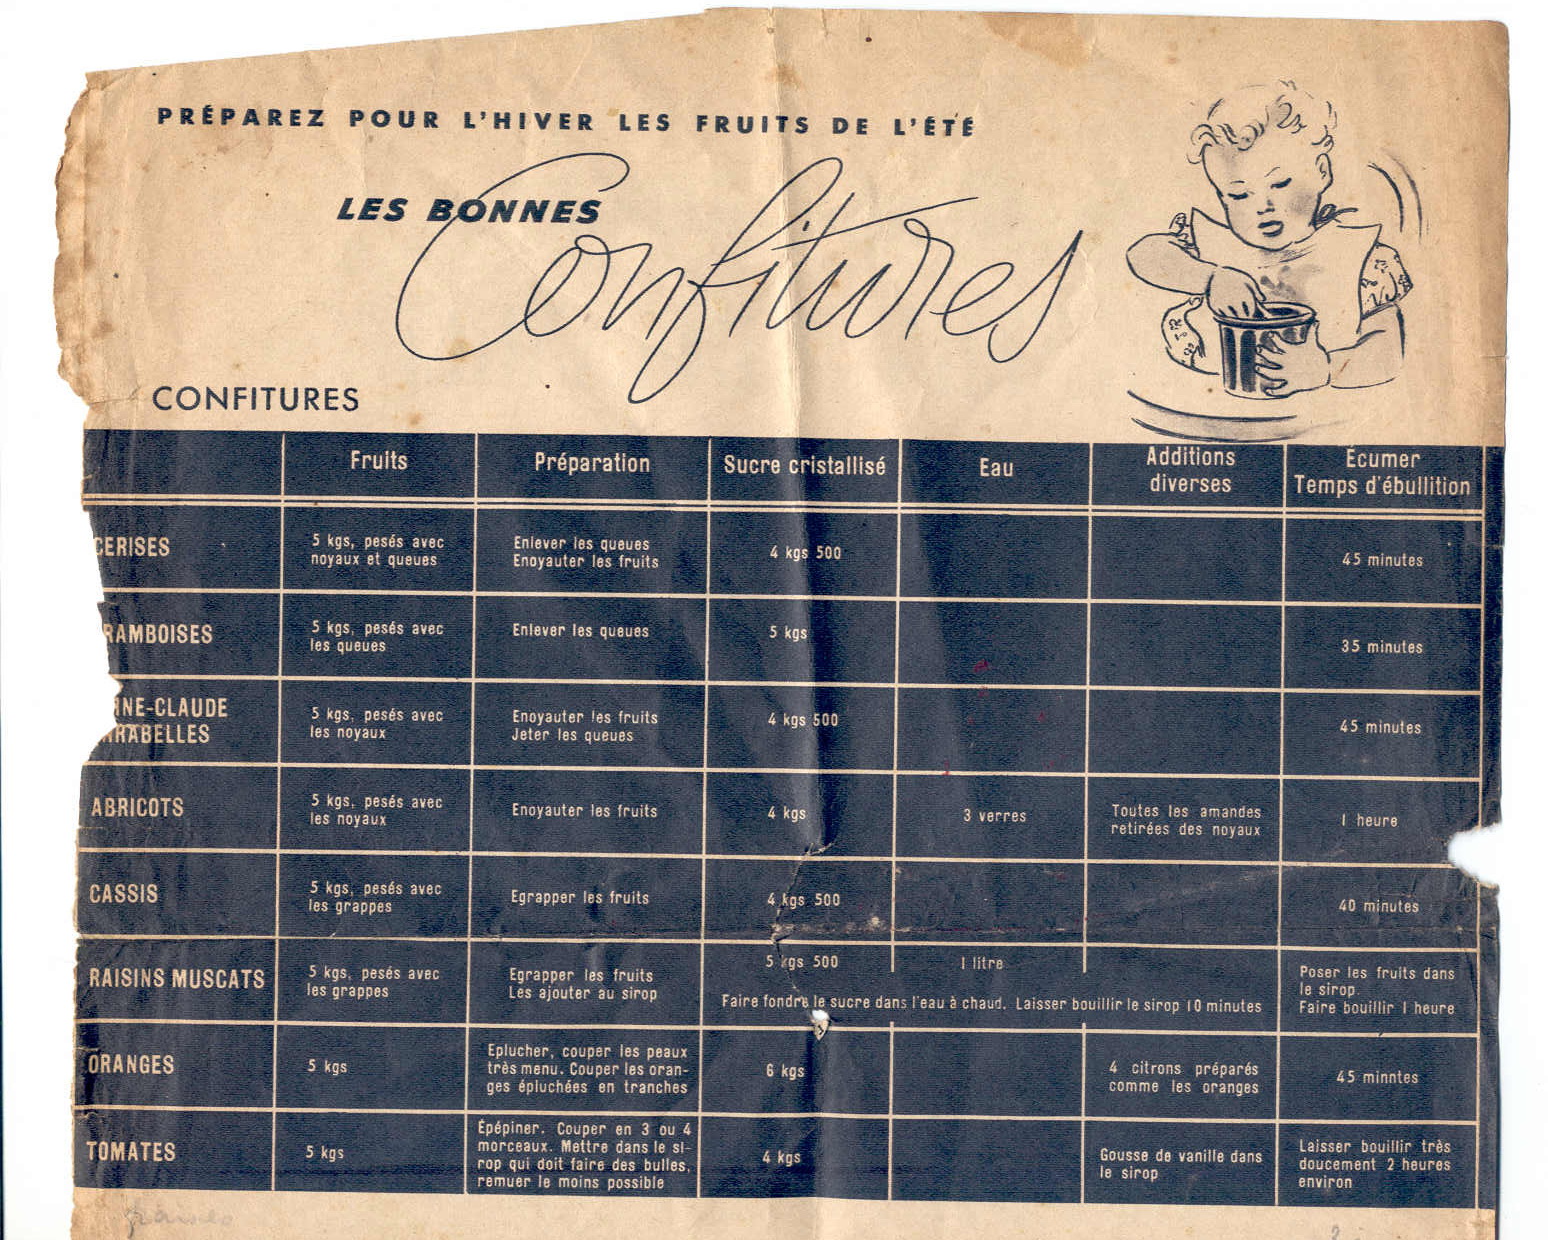 PRÉPAREZ POUR L'HIVER LES FRUITS DE L'ÉTÉ
LES BONNES
Confitures
CONFITURES
Fruits
Préparation
Sucre cristallisé
Eau
Additions
diverses
Écumer
Temps d'ébullition
CERISES
5 kgs, pesés avec
noyaux et queues
Enlever les queues
Enoyauter les fruits
4 kgs 500
45 minutes
RAMBOISES
5 kgs, pesés avec
les queues
Enlever les queues
5 kgs
35 minutes
INE-CLAUDE
RABELLES
5 kgs, pesés avec
les noyaux
Enoyauter les fruits
Jeter les queues
4 kgs 500
45 minutes
ABRICOTS
5 kgs, pesés avec
les noyaux
Enoyauter les fruits
4 kgs
3 verres
Toutes les amandes
retirées des noyaux
1 heure
CASSIS
5 kgs, pesés avec
les grappes
Egrapper les fruits
4 kgs 500
40 minutes
RAISINS MUSCATS
5 kgs, pesés avec
les grappes
Egrapper les fruits
Les ajouter au sirop
5 kgs 500
1 litre
Faire fondre le sucre dans l'eau à chaud. Laisser bouillir le sirop 10 minutes
Poser les fruits dans
le sirop
Faire bouillir 1 heure
ORANGES
5 kgs
Eplucher, couper les peaux
très menu. Couper les oran-
ges épluchées en tranches
6 kgs
4 citrons préparés
comme les oranges
45 minntes
TOMATES
5 kgs
Épépiner. Couper en 3 ou 4
morceaux. Mettre dans le si-
rop qui doit faire des bulles,
remuer le moins possible
4 kgs
Gousse de vanille dans
le sirop
Laisser bouillir très
doucement 2 heures
environ